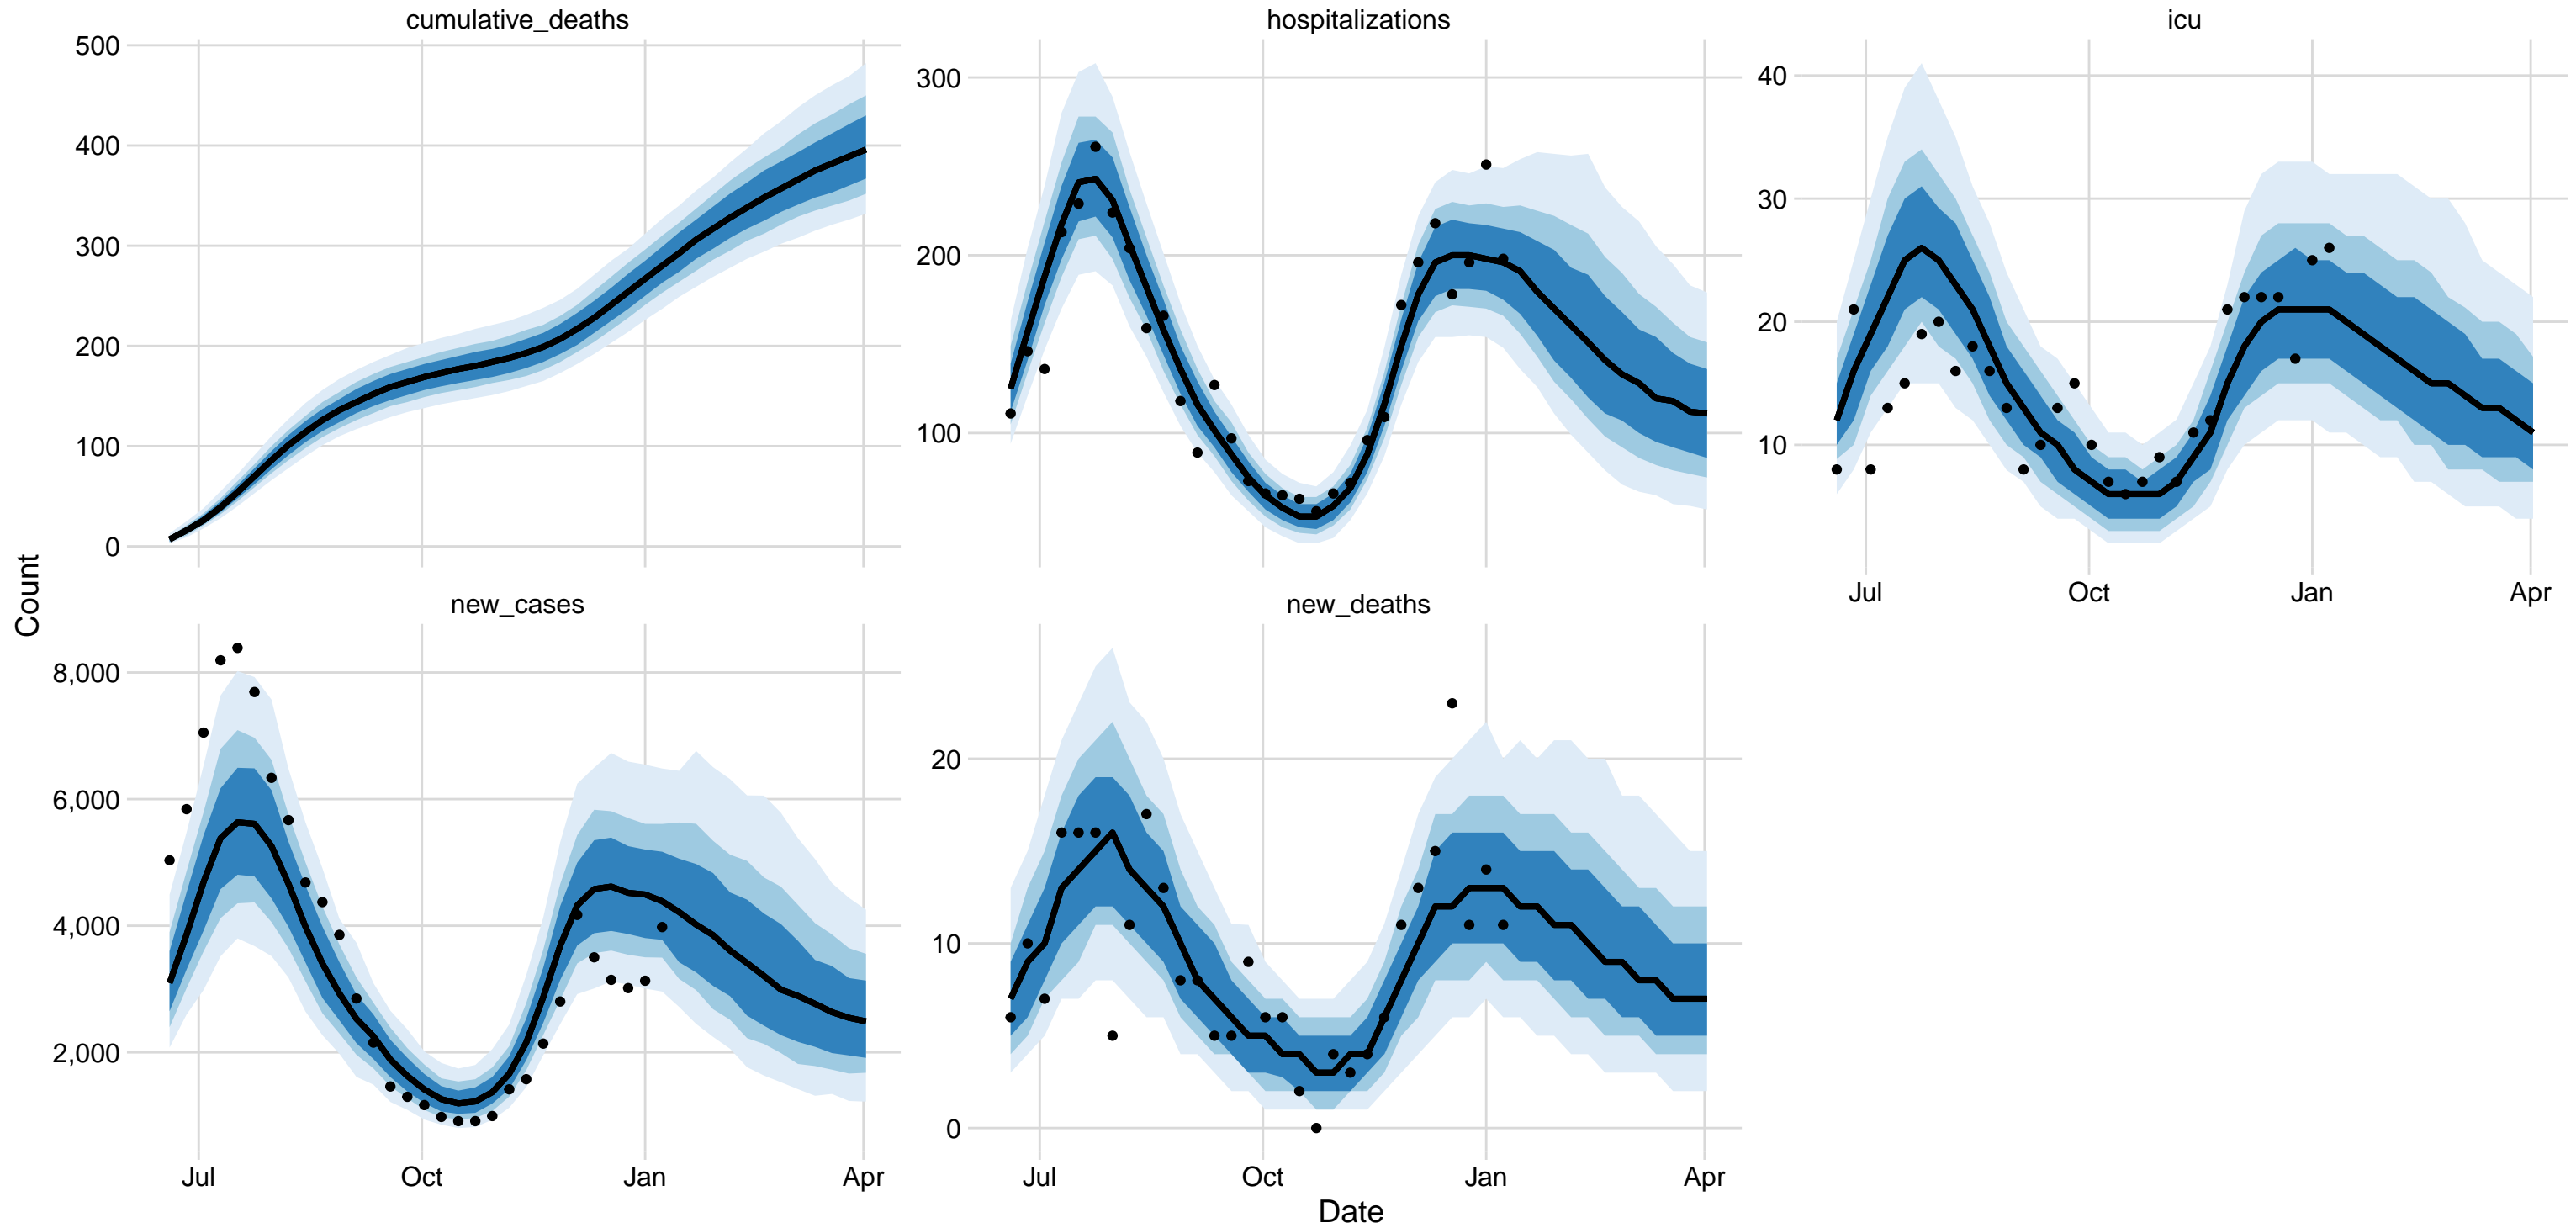 cumulative_deaths
500
400
300
200
100
0
hospitalizations
300
200
100
icu
40
30
20
10
Jul
Oct
Jan
Apr
Count
new_cases
8,000
6,000
4,000
2,000
Jul
Oct
Jan
Apr
new_deaths
20
10
0
Jul
Oct
Jan
Apr
Date